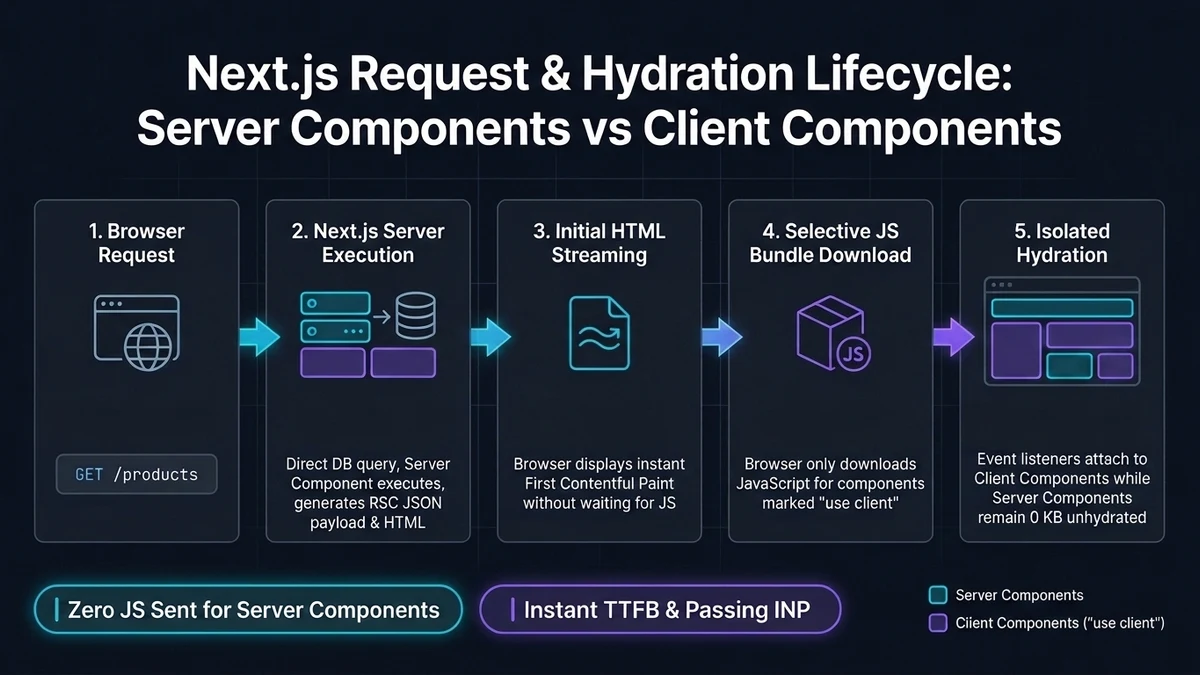 Next.js Request & Hydration Lifecycle:
Server Components vs Client Components
1. Browser
Request
GET /products
2. Next.js Server
Execution
Direct DB query, Server
Component executes,
generates RSC JSON
payload & HTML
3. Initial HTML
Streaming
Browser displays instant
First Contentful Paint
without waiting for JS
4. Selective JS
Bundle Download
JS
Browser only downloads
JavaScript for components
marked "use client"
5. Isolated
Hydration
Event listeners attach to
Client Components while
Server Components
remain 0 KB unhydrated
Zero JS Sent for Server Components
Instant TTFB & Passing INP
Server Components
Client Components ("use client")